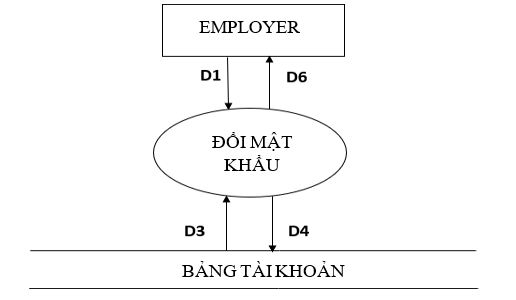 EMPLOYER
D1
D6
ĐỔI MẬT
KHẨU
D3
D4
BẢNG TÀI KHOẢN